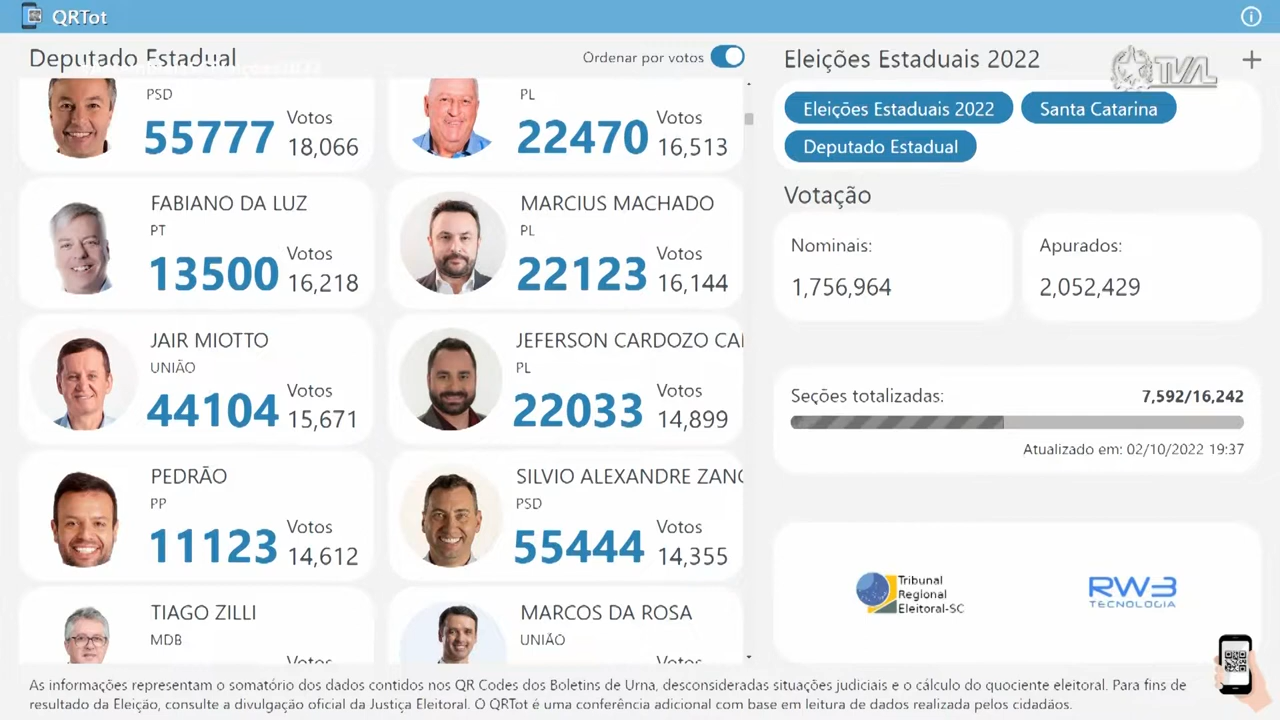 QRTot
Deputado Estadual
Ordenar por votos
PSD
55777
Votos
18,066
PL
22470
Votos
16,513
FABIANO DA LUZ
PT
13500
Votos
16,218
MARCIUS MACHADO
PL
22123
Votos
16,144
JAIR MIOTTO
UNIÃO
44104
Votos
15,671
JEFERSON CARDOZO CA
PL
22033
Votos
14,899
PEDRÃO
PP
11123
Votos
14,612
SILVIO ALEXANDRE ZAN
PSD
55444
Votos
14,355
TIAGO ZILLI
MDB
Votos
MARCOS DA ROSA
UNIÃO
Votos
Eleições Estaduais 2022
TVAL
Eleições Estaduais 2022
Santa Catarina
Deputado Estadual
Votação
Nominais:
1,756,964
Apurados:
2,052,429
Seções totalizadas:
7,592/16,242
Atualizado em: 02/10/2022 19:37
Tribunal
Regional
Eleitoral-SC
RW3
TECNOLOGIA
As informações representam o somatório dos dados contidos nos QR Codes dos Boletins de Urna, desconsideradas situações judiciais e o cálculo do quociente eleitoral. Para fins de
resultado da Eleição, consulte a divulgação oficial da Justiça Eleitoral. O QRTot é uma conferência adicional com base em leitura de dados realizada pelos cidadãos.